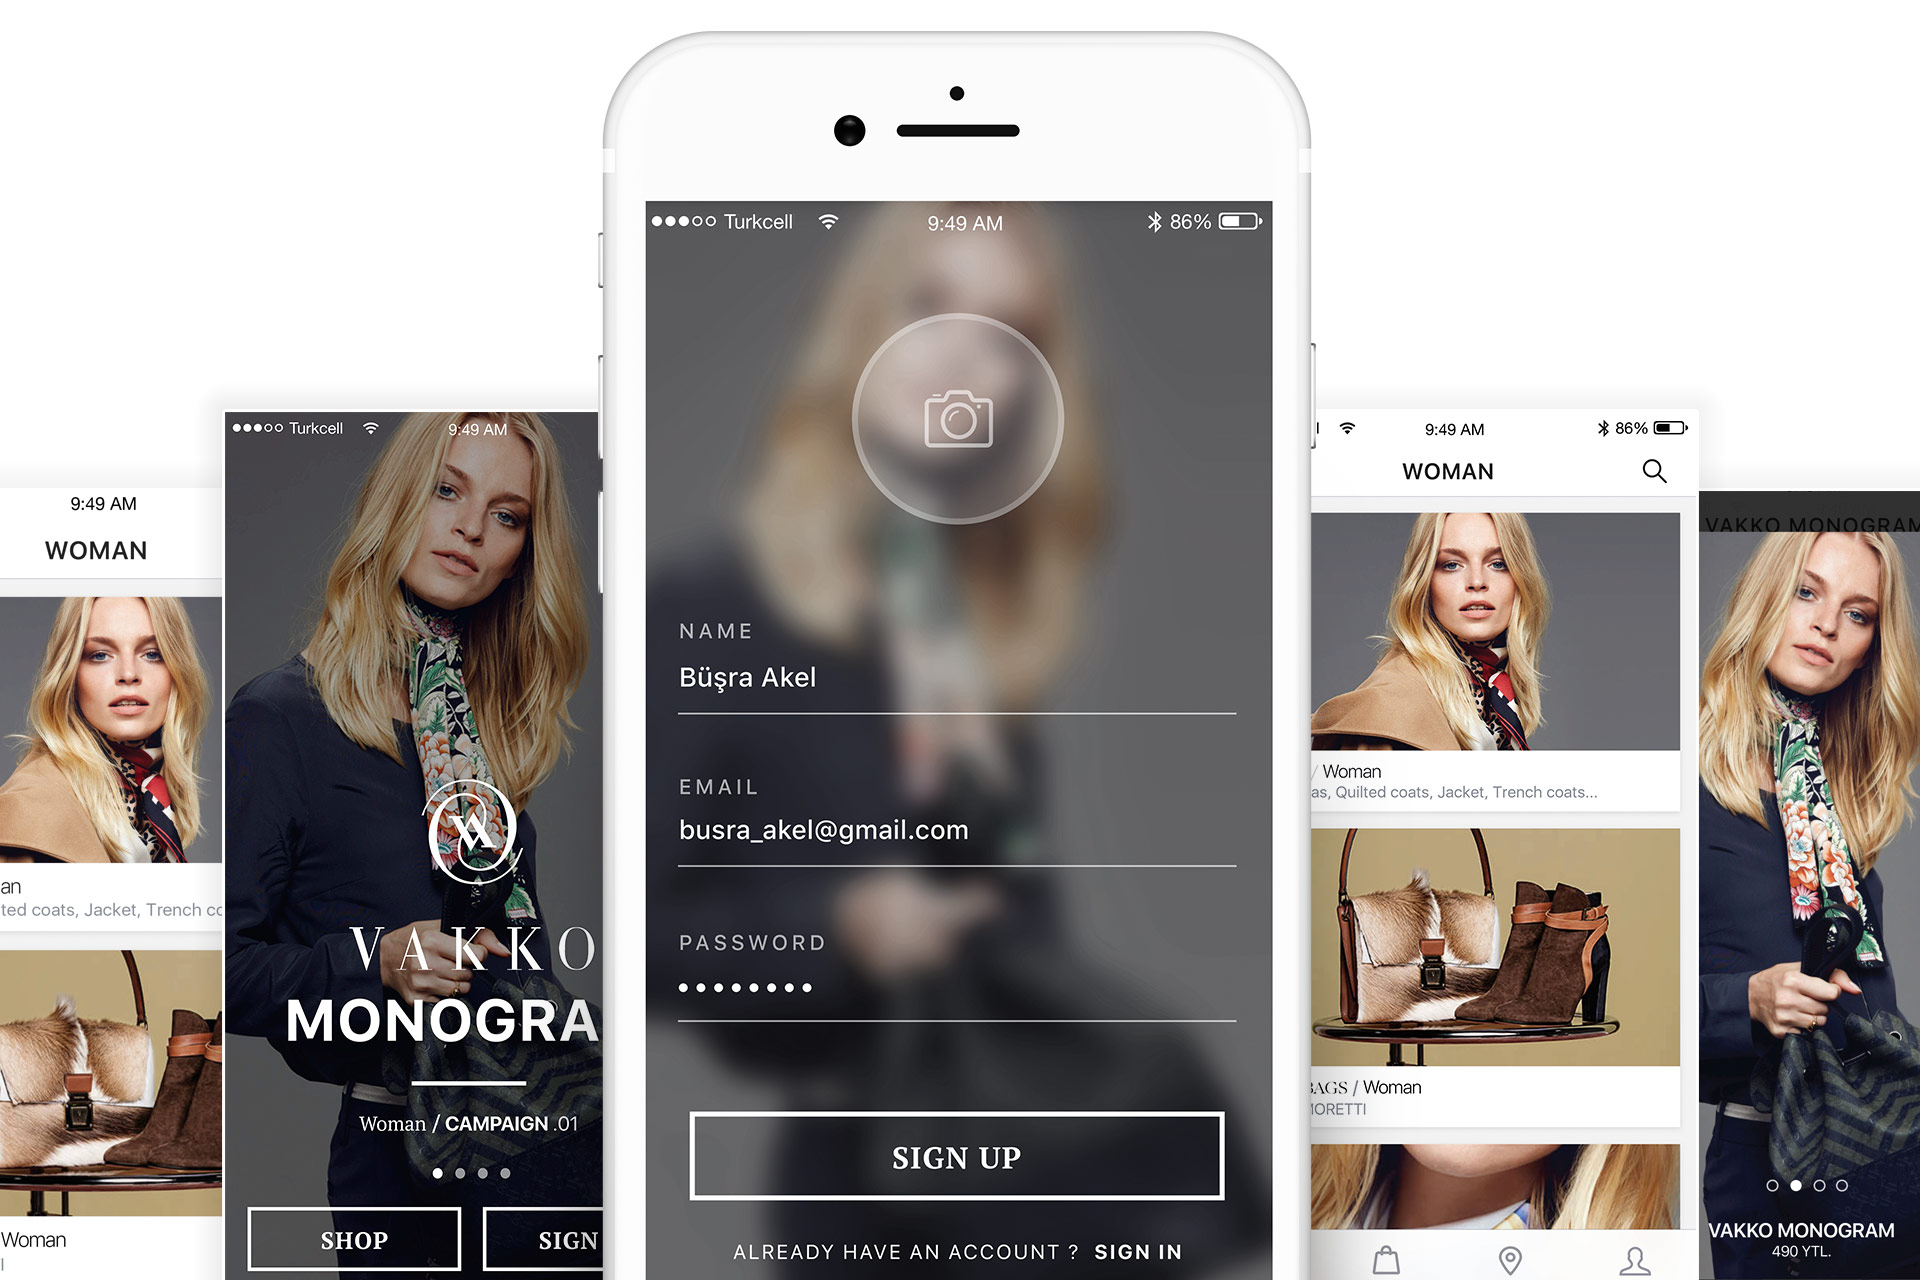 9:49 AM
WOMAN
an
ted coats, Jacket, Trench co
Woman
Turkcell
9:49 AM
VAKKO
MONOGRA
Woman / CAMPAIGN .01
SHOP
SIGN
Turkcell
9:49 AM
86%
NAME
Büşra Akel
EMAIL
busra_akel@gmail.com
PASSWORD
SIGN UP
ALREADY HAVE AN ACCOUNT ? SIGN IN
9:49 AM
86%
WOMAN
/ Woman
as, Quilted coats, Jacket, Trench coats...
BAGS / Woman
MORETTI
VAKKO MONOGRAM
VAKKO MONOGRAM
490 YTL.